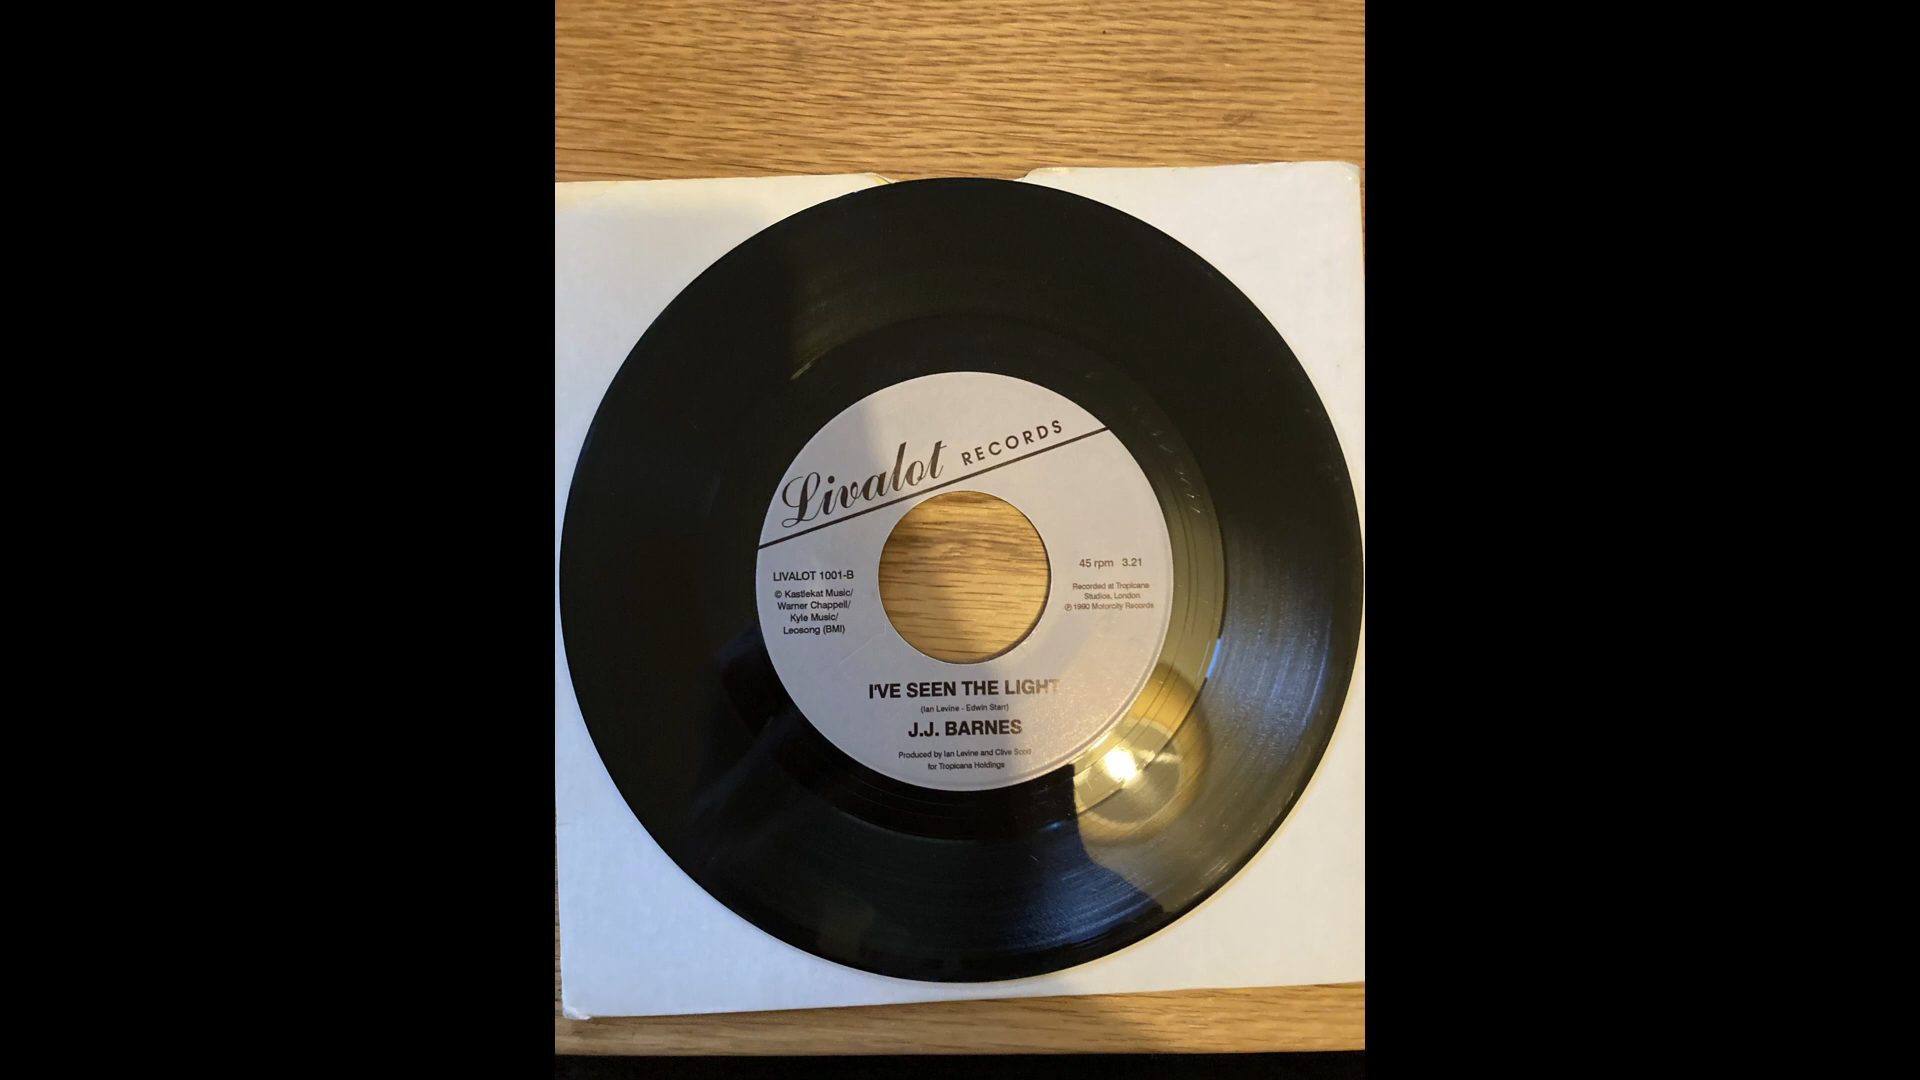 Livalot RECORDS
LIVALOT 1001-B
© Kastlekat Music/
Warner Chappell/
Kyle Music/
Leosong (BMI)
45 rpm 3.21
Recorded at Tropicana
Studios, London
℗ 1990 Motorcity Records
I'VE SEEN THE LIGHT
(Ian Levine - Edwin Starr)
J.J. BARNES
Produced by Ian Levine and Clive Scott
for Tropicana Holdings